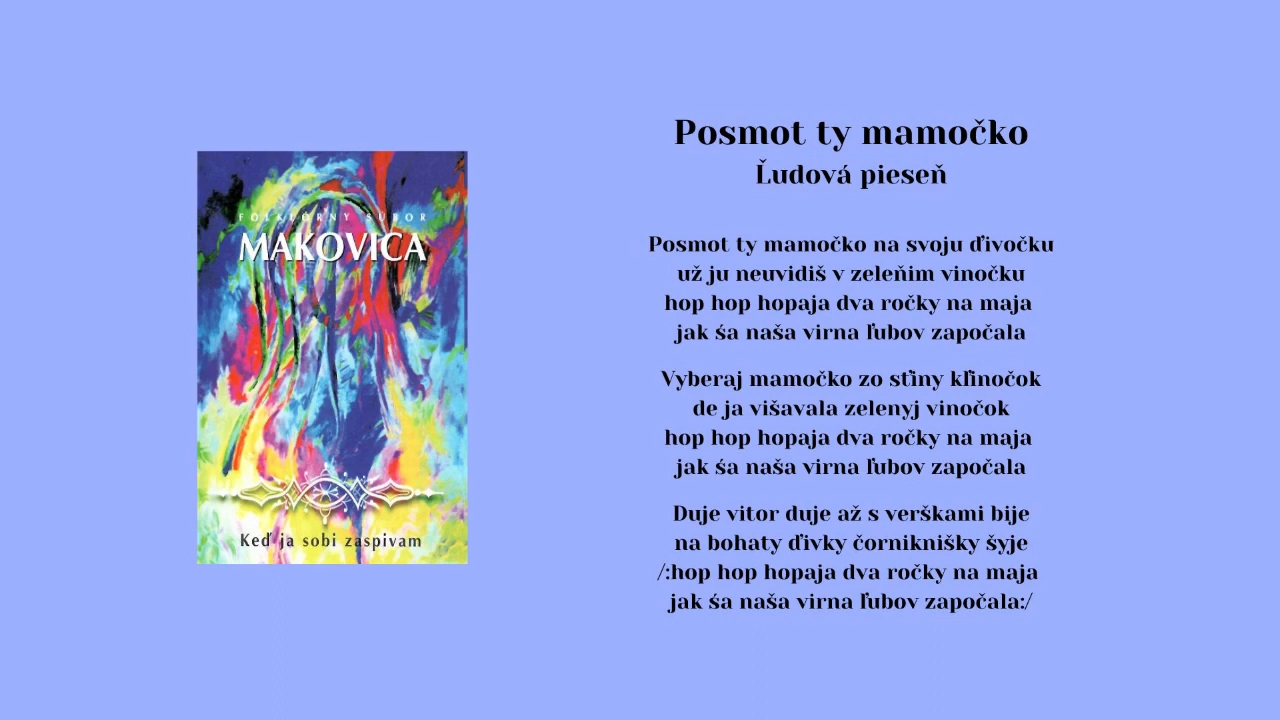 FOLKLÓRNY SÚBOR
MAKOVICA
Keď ja sobi zaspivam
Posmot ty mamočko
Ľudová pieseň
Posmot ty mamočko na svoju ďivočku
už ju neuvidiš v zeleňim vinočku
hop hop hopaja dva ročky na maja
jak śa naša virna ľubov započala
Vyberaj mamočko zo sťiny kľinočok
de ja višavala zelenyj vinočok
hop hop hopaja dva ročky na maja
jak śa naša virna ľubov započala
Duje vitor duje až s verškami bije
na bohaty ďivky čorniknišky šyje
/:hop hop hopaja dva ročky na maja
jak śa naša virna ľubov započala:/